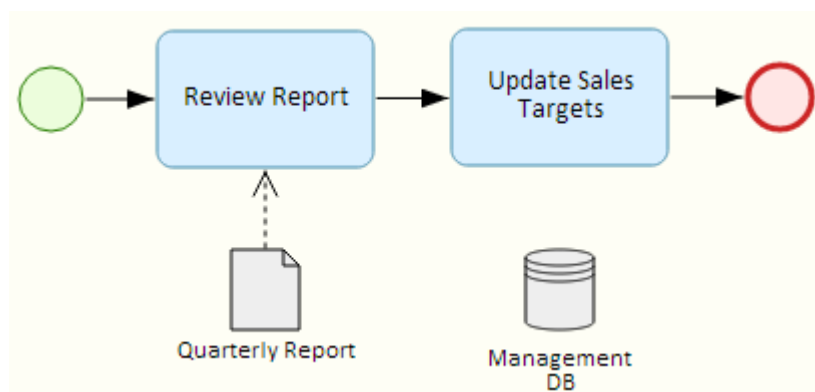 Review Report
Update Sales
Targets
Quarterly Report
Management
DB